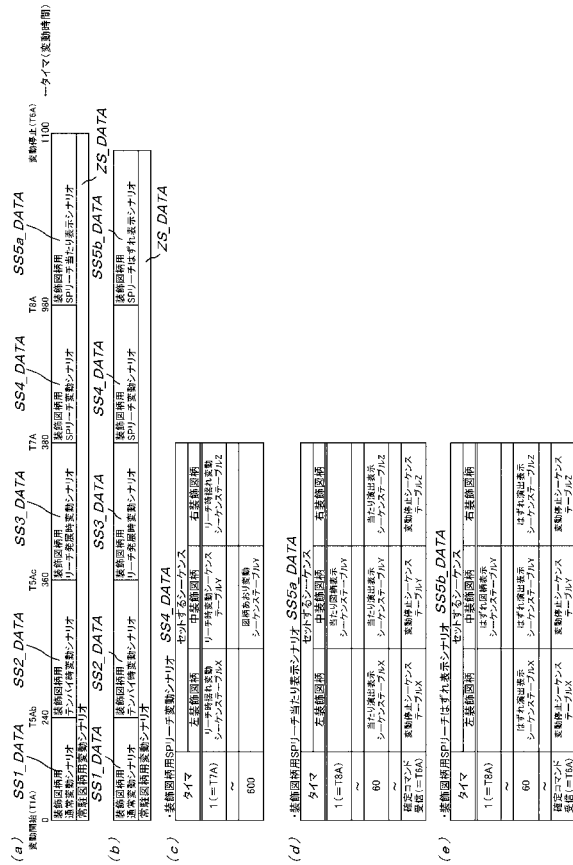 (a)
SS1_DATA
SS2_DATA
SS3_DATA
SS4_DATA
SS5a_DATA
変動開始(T1A)
T5Ab
T5Ac
T7A
T8A
変動停止(T6A)
0
240
360
380
960
1100
←タイマ(変動時間)
装飾図柄用
通常変動シナリオ
装飾図柄用
テンパイ時変動シナリオ
装飾図柄用
リーチ発展時変動シナリオ
装飾図柄用
SPリーチ変動シナリオ
装飾図柄用
SPリーチ当たり表示シナリオ
常駐図柄用変動シナリオ
ZS_DATA
(b)
SS1_DATA
SS2_DATA
SS3_DATA
SS4_DATA
SS5b_DATA
装飾図柄用
通常変動シナリオ
装飾図柄用
テンパイ時変動シナリオ
装飾図柄用
リーチ発展時変動シナリオ
装飾図柄用
SPリーチ変動シナリオ
装飾図柄用
SPリーチはずれ表示シナリオ
常駐図柄用変動シナリオ
ZS_DATA
(c)
・装飾図柄用SPリーチ変動シナリオ SS4_DATA
タイマ
セットするシーケンス
左装飾図柄
中装飾図柄
右装飾図柄
1(=T7A)
リーチ時揺れ変動
シーケンステーブルX
リーチ時変動シーケンス
テーブルY
リーチ時揺れ変動
シーケンステーブルZ
~
600
図柄あおり変動
シーケンステーブルY
(d)
・装飾図柄用SPリーチ当たり表示シナリオ SS5a_DATA
タイマ
セットするシーケンス
左装飾図柄
中装飾図柄
右装飾図柄
1(=T8A)
当たり図柄表示
シーケンステーブルY
~
60
当たり演出表示
シーケンステーブルX
当たり演出表示
シーケンステーブルY
当たり演出表示
シーケンステーブルZ
~
確定コマンド
受信(=T6A)
変動停止シーケンス
テーブルX
変動停止シーケンス
テーブルY
変動停止シーケンス
テーブルZ
(e)
・装飾図柄用SPリーチはずれ表示シナリオ SS5b_DATA
タイマ
セットするシーケンス
左装飾図柄
中装飾図柄
右装飾図柄
1(=T8A)
はずれ図柄表示
シーケンステーブルY
~
60
はずれ演出表示
シーケンステーブルX
はずれ演出表示
シーケンステーブルY
はずれ演出表示
シーケンステーブルZ
~
確定コマンド
受信(=T6A)
変動停止シーケンス
テーブルX
変動停止シーケンス
テーブルY
変動停止シーケンス
テーブルZ